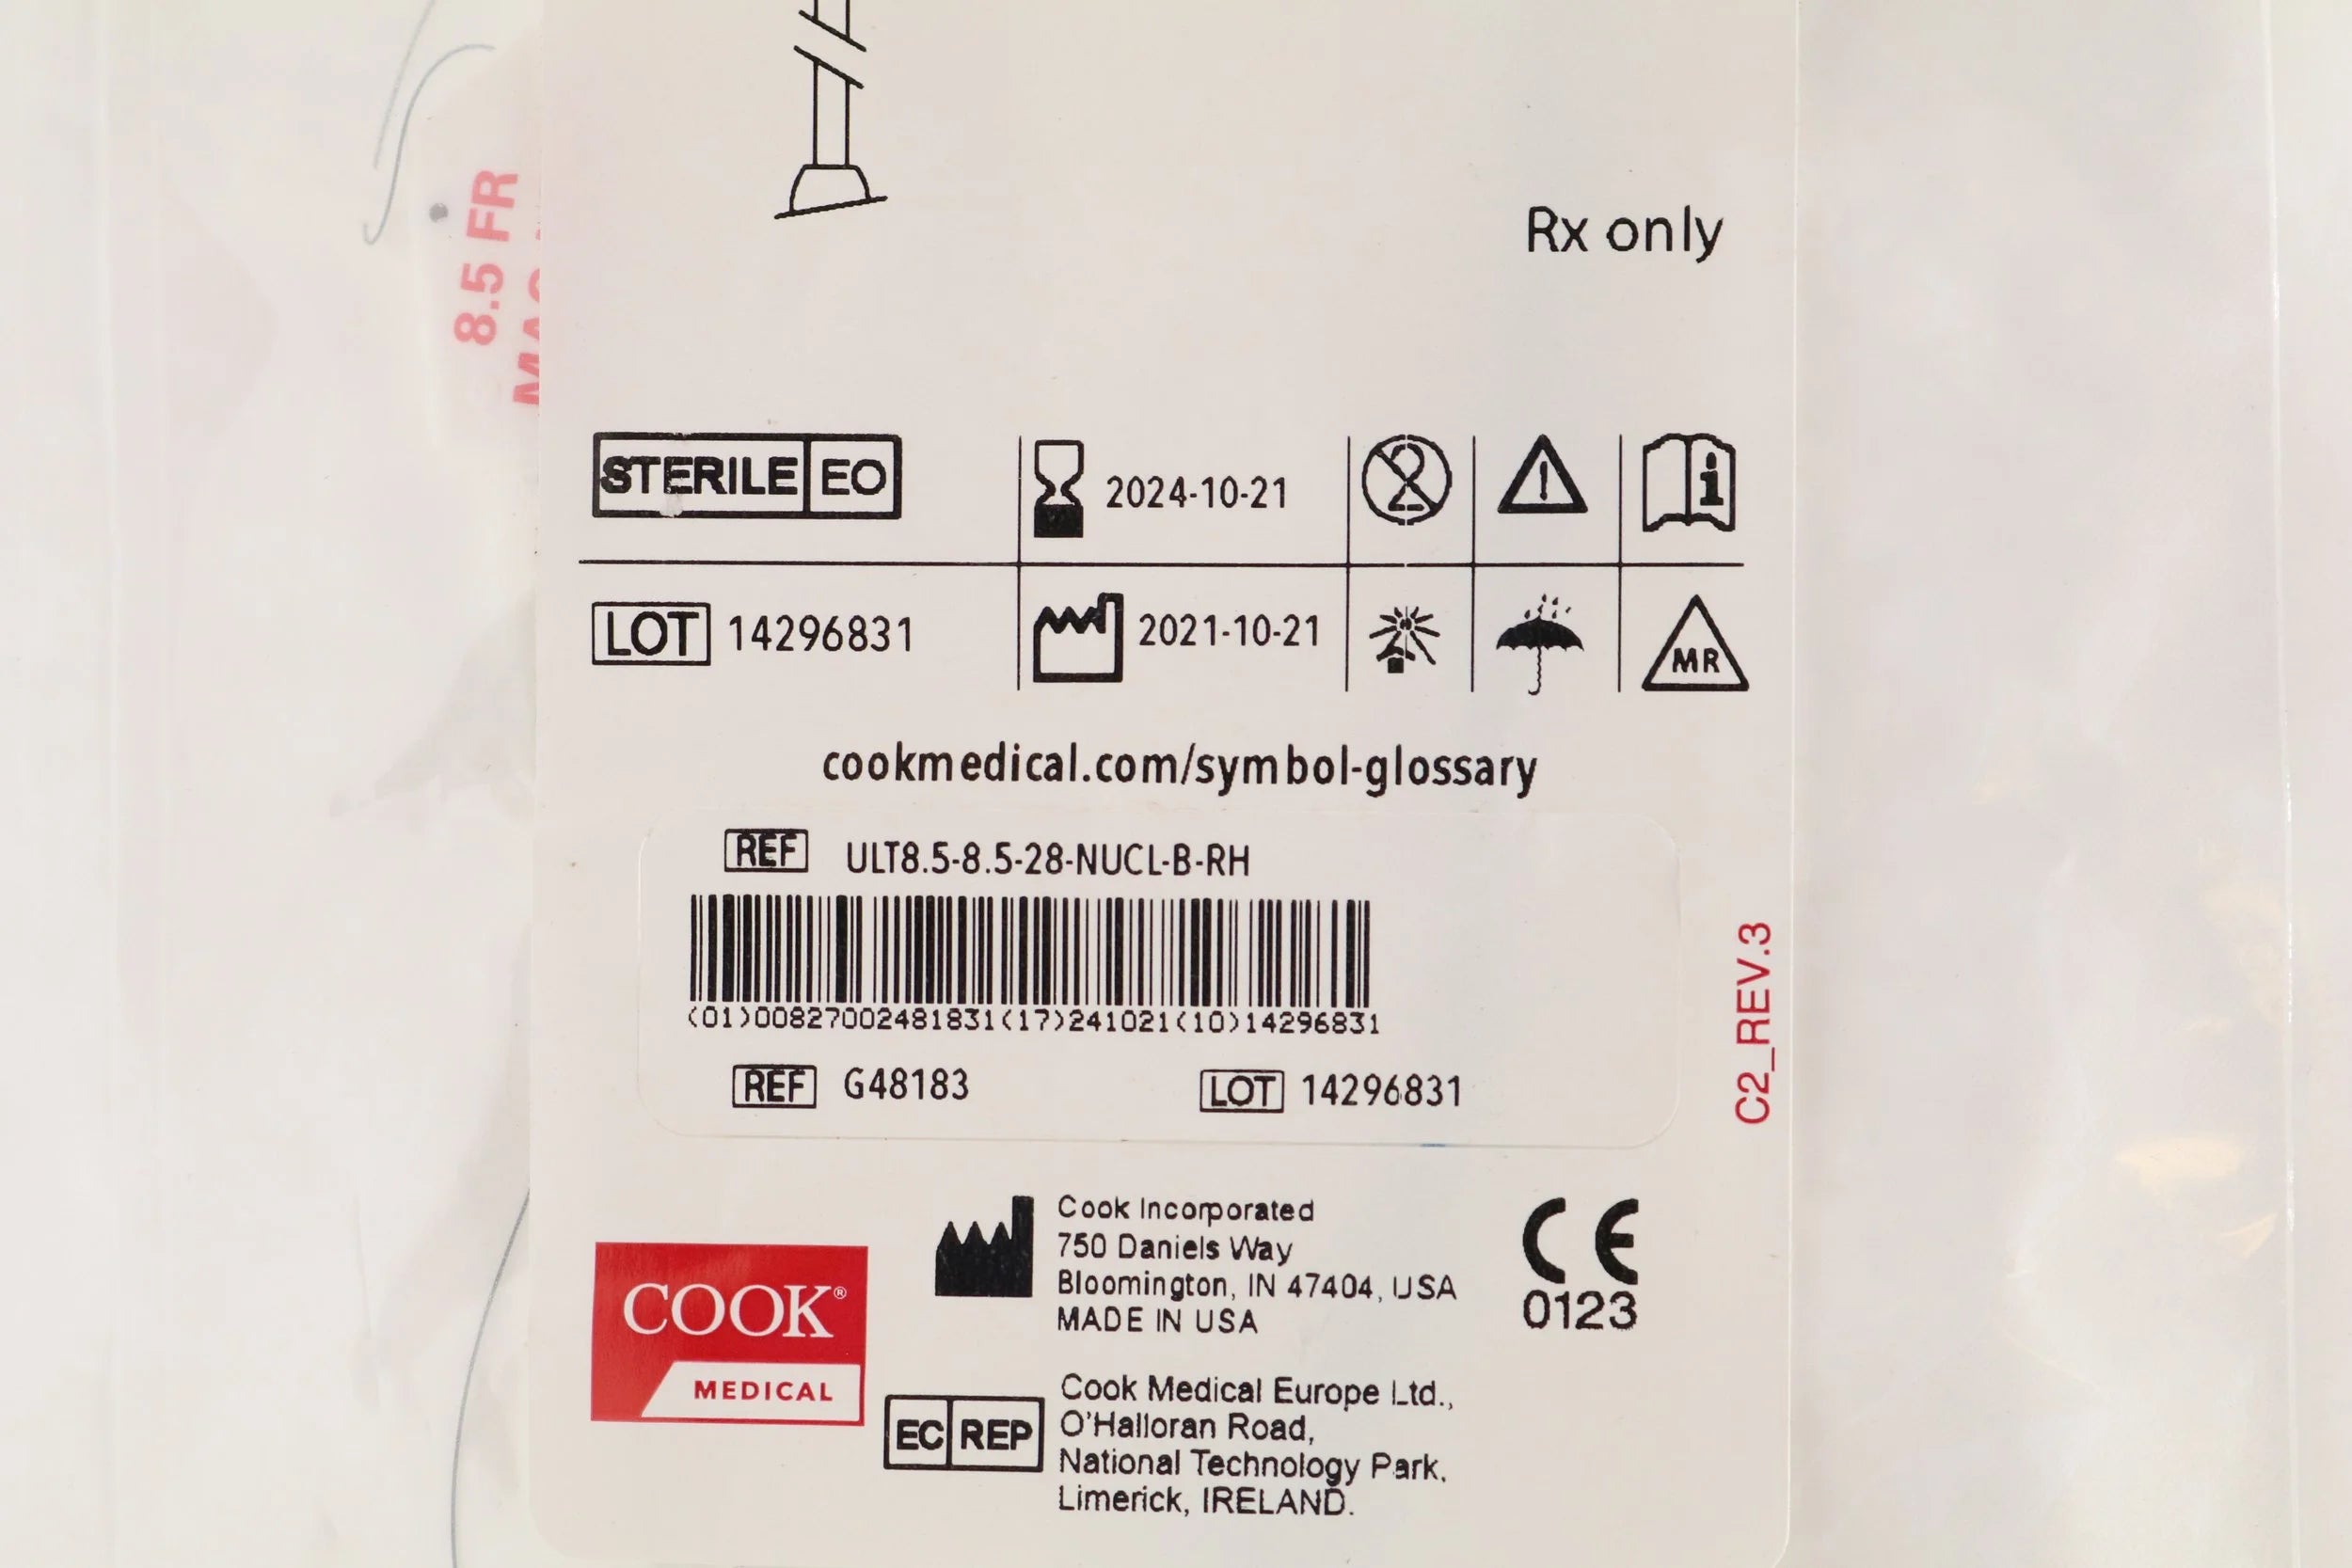 8.5 FR
Rx only
STERILE EO
2024-10-21
2
i
LOT 14296831
2021-10-21
MR
cookmedical.com/symbol-glossary
REF ULT8.5-8.5-28-NUCL-B-RH
(01)00827002481831(17)241021(10)14296831
REF G48183
LOT 14296831
C2_REV.3
Cook Incorporated
750 Daniels Way
Bloomington, IN 47404, USA
MADE IN USA
CE
0123
COOK®
MEDICAL
EC REP
Cook Medical Europe Ltd.,
O'Halloran Road,
National Technology Park,
Limerick, IRELAND.